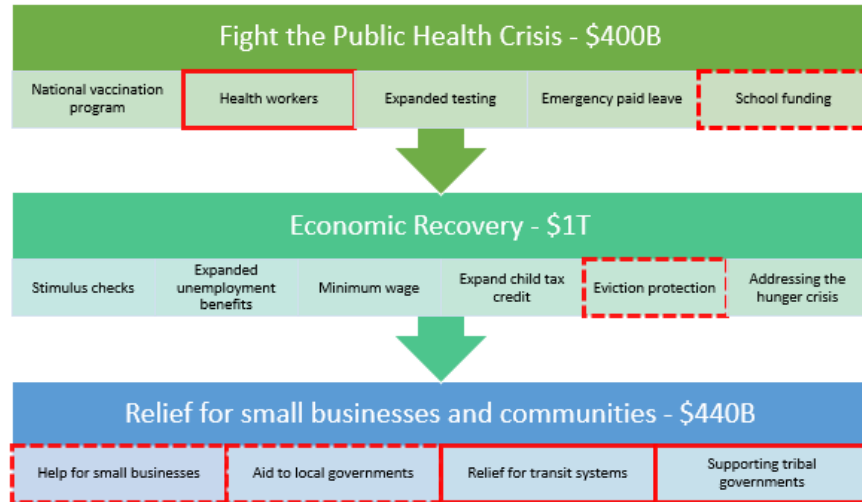 Fight the Public Health Crisis - $400B
National vaccination
program
Health workers
Expanded testing
Emergency paid leave
School funding
Economic Recovery - $1T
Stimulus checks
Expanded
unemployment
benefits
Minimum wage
Expand child tax
credit
Eviction protection
Addressing the
hunger crisis
Relief for small businesses and communities - $440B
Help for small businesses
Aid to local governments
Relief for transit systems
Supporting tribal
governments